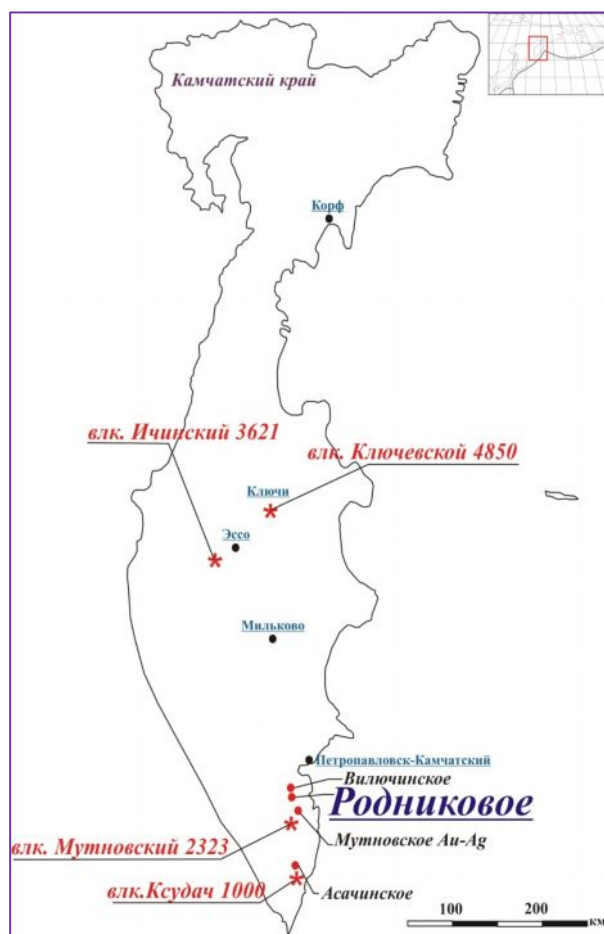 Камчатский край
Корф
влк. Ичинский 3621
влк. Ключевской 4850
Ключи
Эссо
Мильково
Петропавловск-Камчатский
Вилючинское
Родниковое
Мутновское Au-Ag
влк. Мутновский 2323
влк.Ксудач 1000
Асачинское
100 200 км